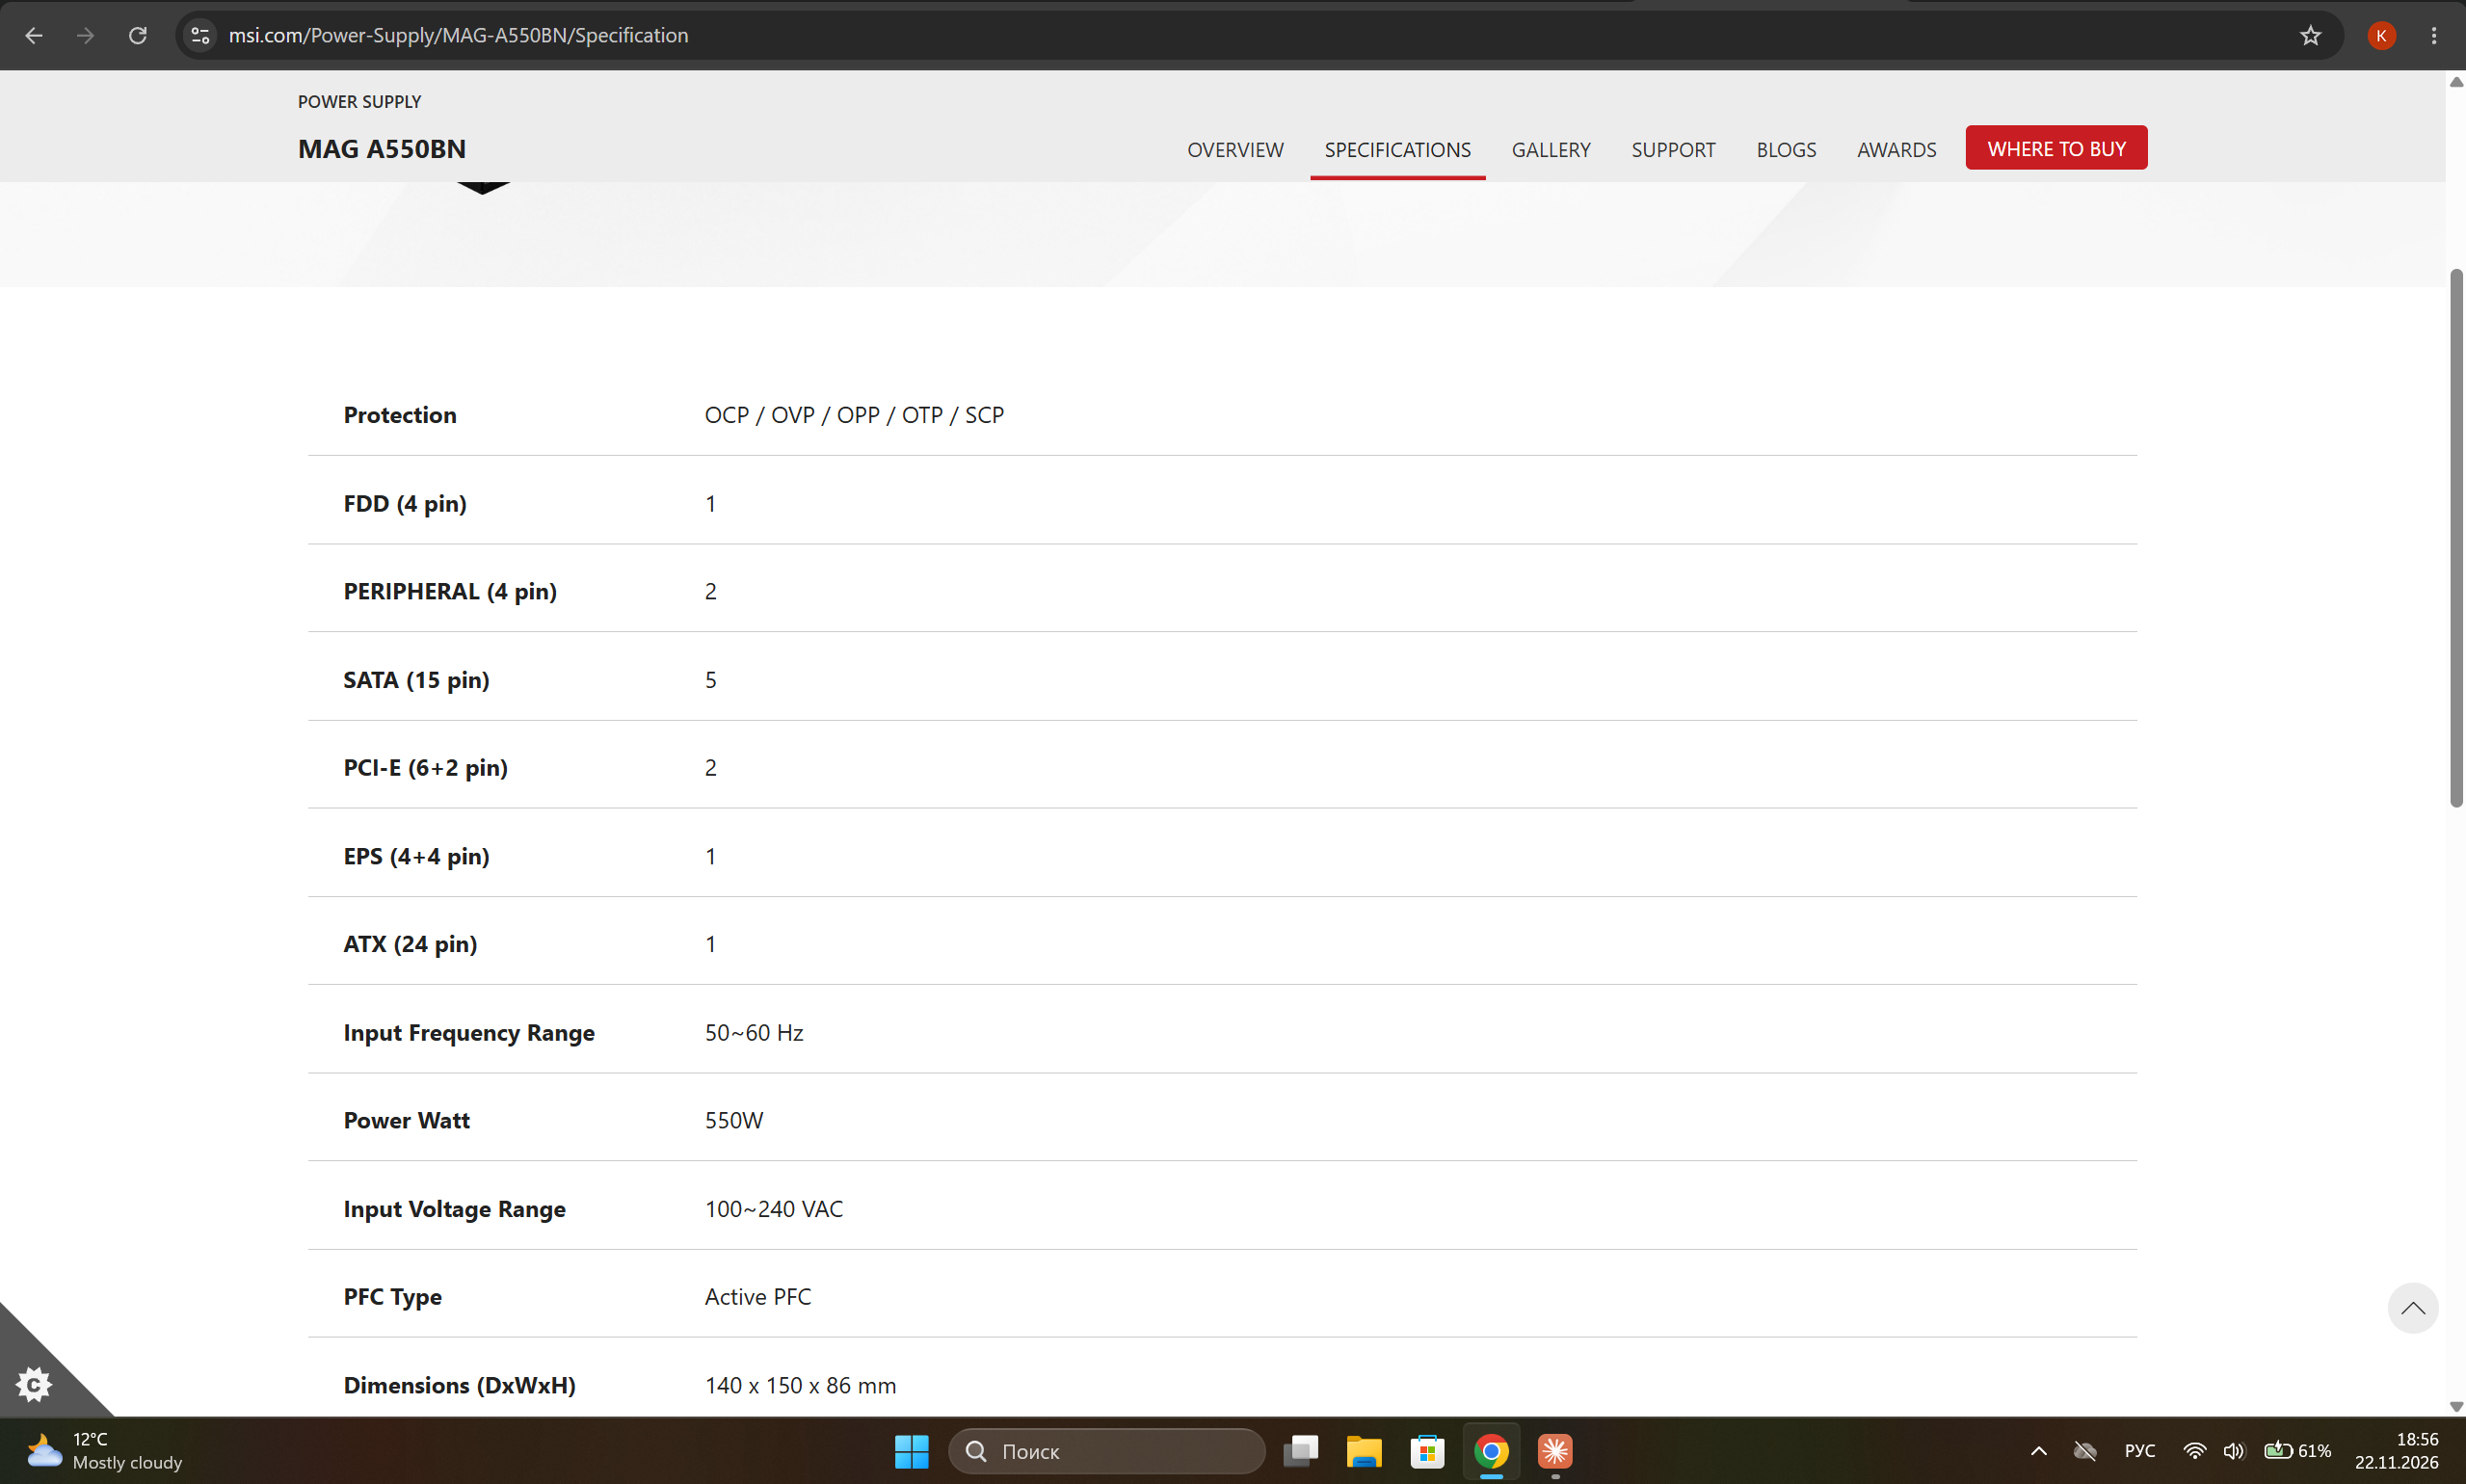 msi.com/Power-Supply/MAG-A550BN/Specification
K
POWER SUPPLY
MAG A550BN
OVERVIEW SPECIFICATIONS GALLERY SUPPORT BLOGS AWARDS WHERE TO BUY
Protection OCP / OVP / OPP / OTP / SCP
FDD (4 pin) 1
PERIPHERAL (4 pin) 2
SATA (15 pin) 5
PCI-E (6+2 pin) 2
EPS (4+4 pin) 1
ATX (24 pin) 1
Input Frequency Range 50~60 Hz
Power Watt 550W
Input Voltage Range 100~240 VAC
PFC Type Active PFC
Dimensions (DxWxH) 140 x 150 x 86 mm
C
12°C
Mostly cloudy
Поиск
РУС
61%
18:56
22.11.2026